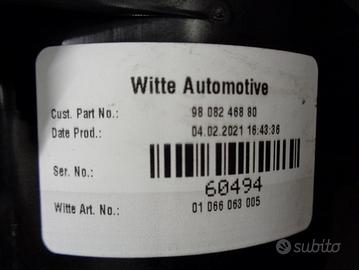 Witte Automotive
Cust. Part No.: 98 082 468 80
Date Prod.: 04.02.2021 16:43:36
Ser. No.:
60494
Witte Art. No.: 01 066 063 005
subito